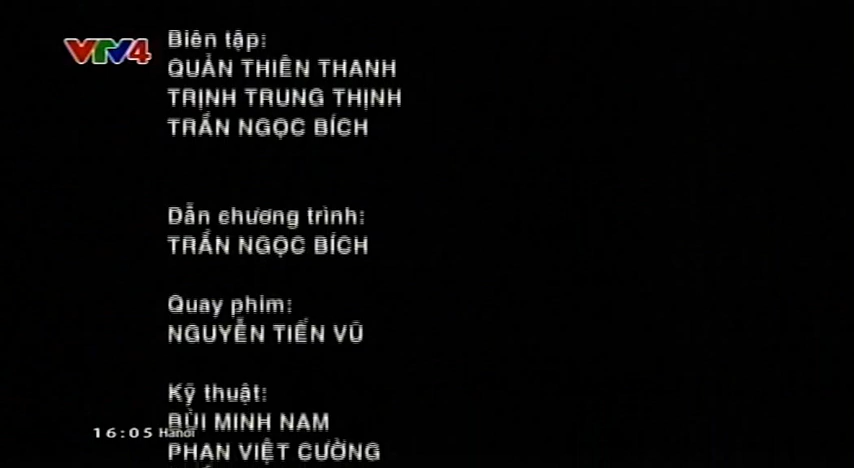 VTV4
Biên tập:
QUẢN THIÊN THANH
TRỊNH TRUNG THỊNH
TRẦN NGỌC BÍCH
Dẫn chương trình:
TRẦN NGỌC BÍCH
Quay phim:
NGUYỄN TIẾN VŨ
Kỹ thuật:
BÙI MINH NAM
16:05 Hanoi
PHAN VIỆT CƯỜNG